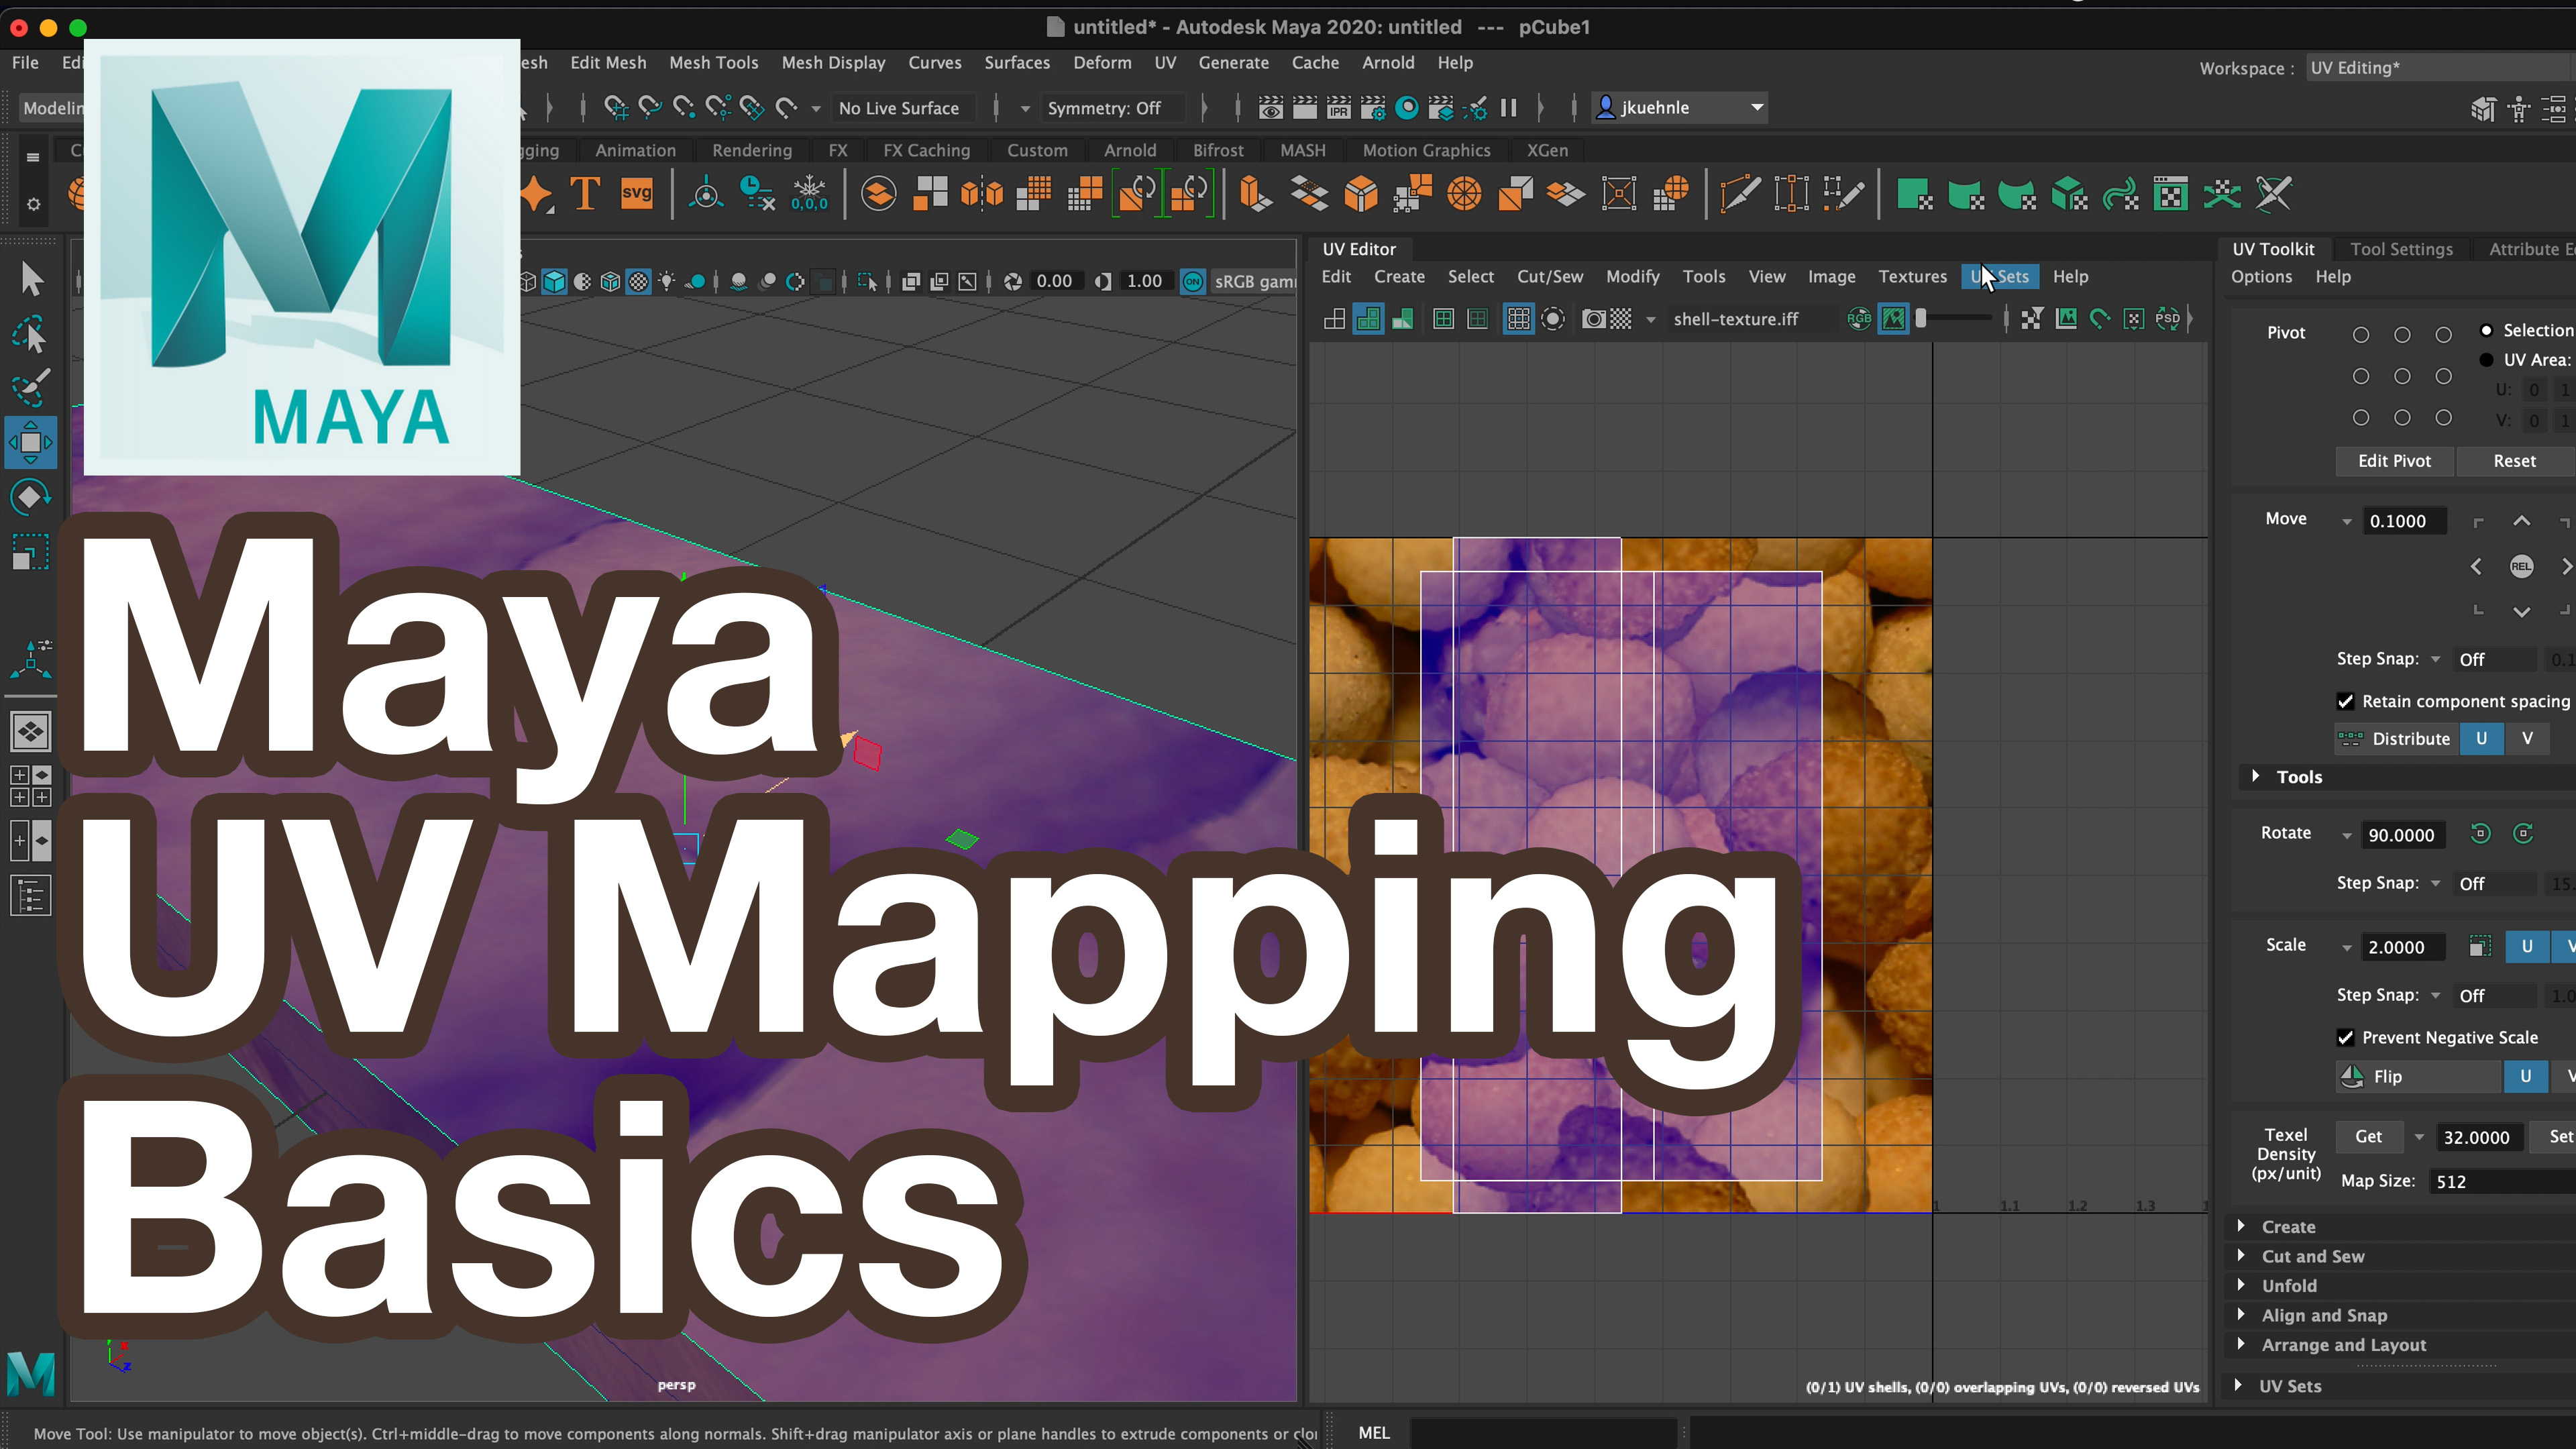 untitled* - Autodesk Maya 2020: untitled --- pCube1
File Edit Mesh Mesh Tools Mesh Display Curves Surfaces Deform UV Generate Cache Arnold Help
Workspace : UV Editing*
No Live Surface Symmetry: Off IPR jkuehnle
Animation Rendering FX FX Caching Custom Arnold Bifrost MASH Motion Graphics XGen
T svg 0,0,0
MAYA
0.00 1.00 ON sRGB gam
UV Editor
Edit Create Select Cut/Sew Modify Tools View Image Textures UV Sets Help
shell-texture.iff RGB PSD
1 1.1 1.2 1.3
(0/1) UV shells, (0/0) overlapping UVs, (0/0) reversed UVs
UV Toolkit Tool Settings Attribute E
Options Help
Pivot Selection
UV Area:
U: 0 1
V: 0 1
Edit Pivot Reset
Move 0.1000
REL
Step Snap: Off 0.1
Retain component spacing
Distribute U V
Tools
Rotate 90.0000
Step Snap: Off 15.
Scale 2.0000 U V
Step Snap: Off 1.0
Prevent Negative Scale
Flip U V
Texel Density (px/unit) Get 32.0000 Set
Map Size: 512
Create
Cut and Sew
Unfold
Align and Snap
Arrange and Layout
UV Sets
Maya
UV Mapping
Basics
persp
Move Tool: Use manipulator to move object(s). Ctrl+middle-drag to move components along normals. Shift+drag manipulator axis or plane handles to extrude components or clo
MEL